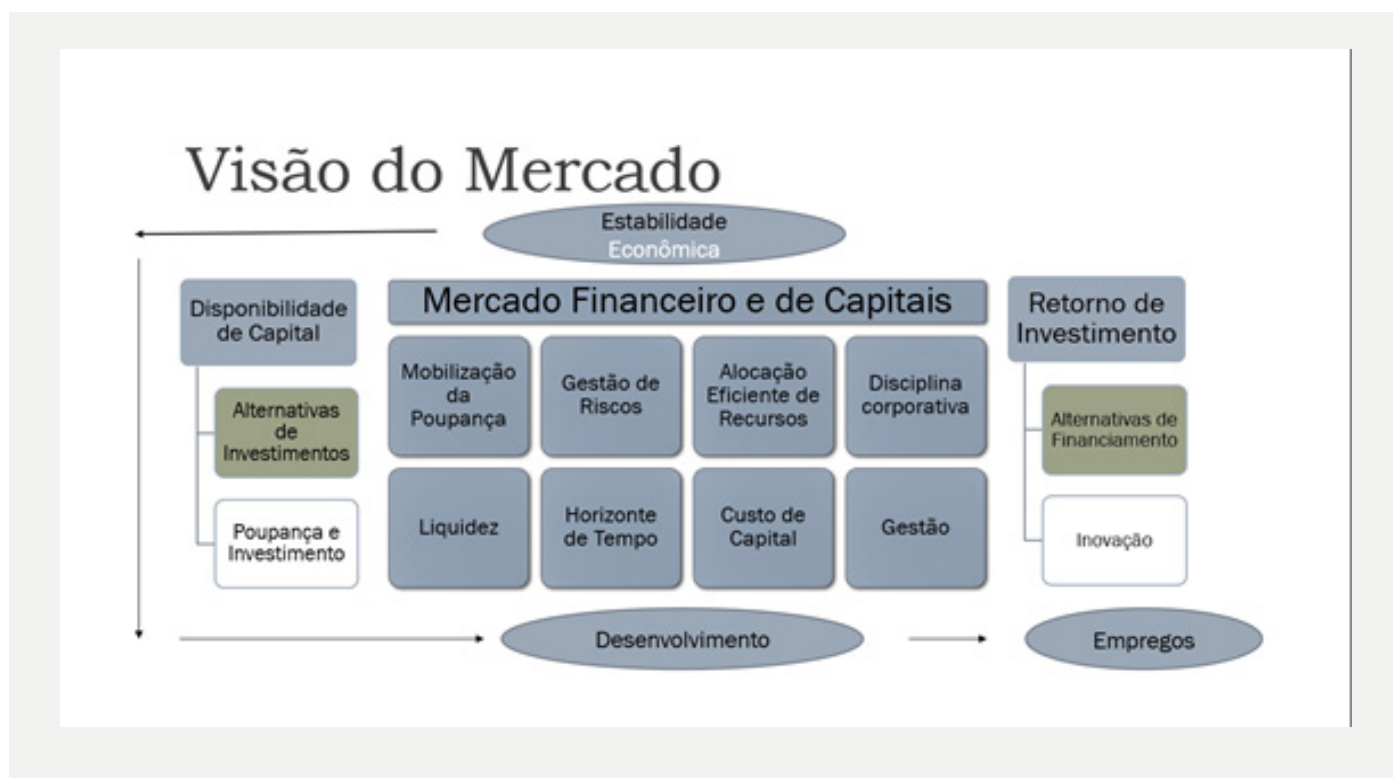 Visão do Mercado
Estabilidade
Econômica
Disponibilidade
de Capital
Alternativas
de
Investimentos
Poupança e
Investimento
Mercado Financeiro e de Capitais
Mobilização
da
Poupança
Gestão de
Riscos
Alocação
Eficiente de
Recursos
Disciplina
corporativa
Liquidez
Horizonte
de Tempo
Custo de
Capital
Gestão
Retorno de
Investimento
Alternativas de
Financiamento
Inovação
Desenvolvimento
Empregos